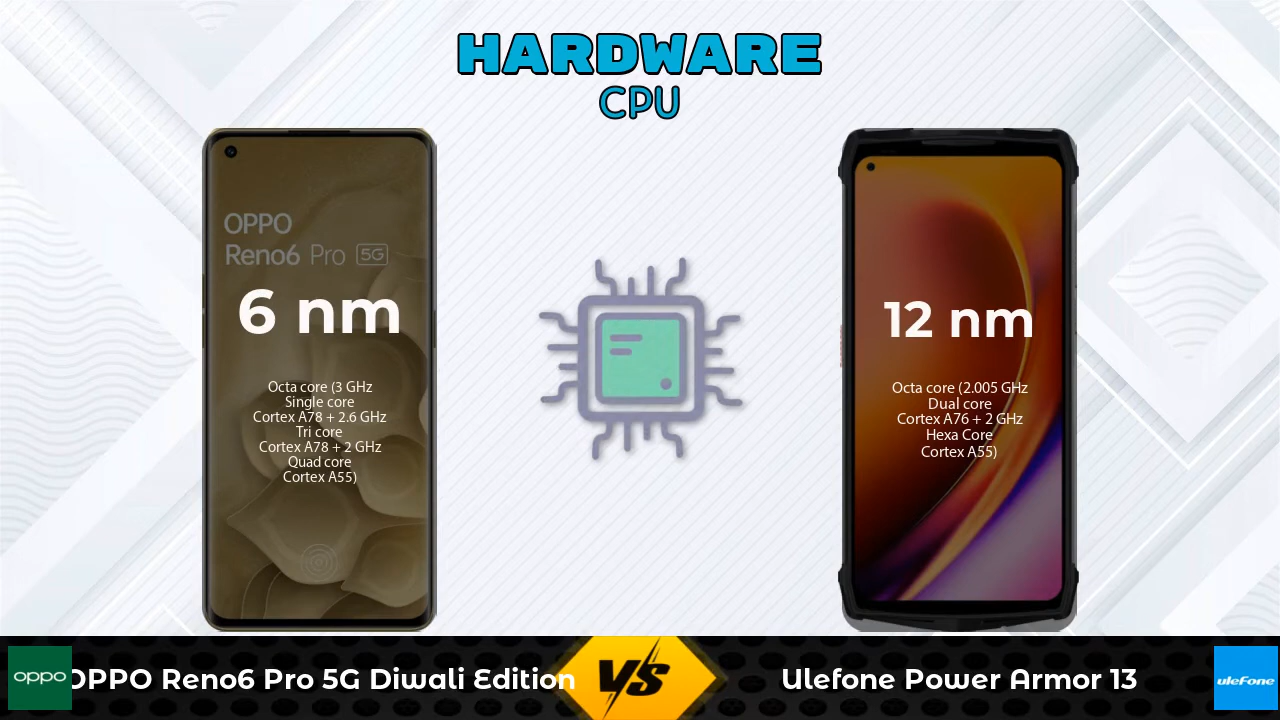 HARDWARE
CPU
OPPO
Reno6 Pro 5G
6 nm
Octa core (3 GHz
Single core
Cortex A78 + 2.6 GHz
Tri core
Cortex A78 + 2 GHz
Quad core
Cortex A55)
12 nm
Octa core (2.005 GHz
Dual core
Cortex A76 + 2 GHz
Hexa Core
Cortex A55)
oppo
OPPO Reno6 Pro 5G Diwali Edition
VS
Ulefone Power Armor 13
uleFone